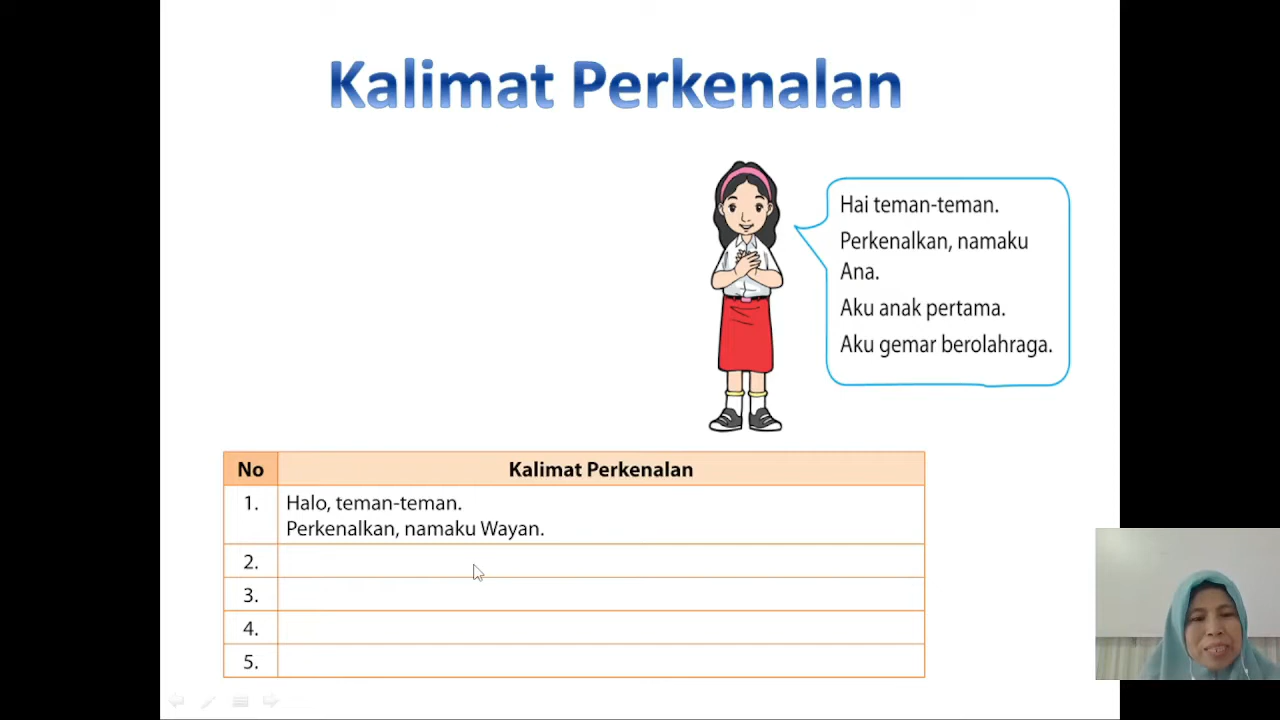 Kalimat Perkenalan
Hai teman-teman.
Perkenalkan, namaku
Ana.
Aku anak pertama.
Aku gemar berolahraga.
No Kalimat Perkenalan
1. Halo, teman-teman.
Perkenalkan, namaku Wayan.
2.
3.
4.
5.